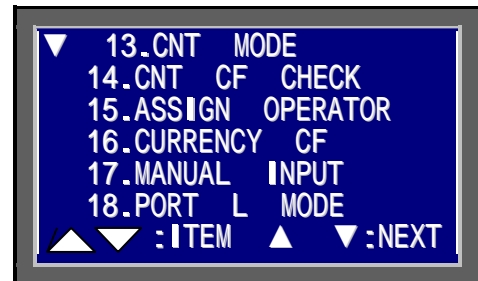 ▼ 13.CNT MODE
14.CNT CF CHECK
15.ASSIGN OPERATOR
16.CURRENCY CF
17.MANUAL INPUT
18.PORT L MODE
△▽ :ITEM ▲ ▼:NEXT